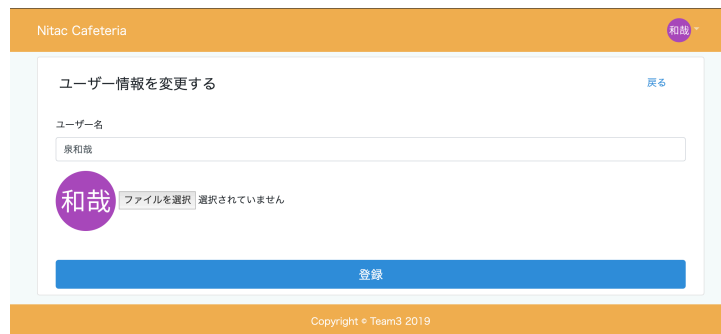 Nitac Cafeteria
和哉
ユーザー情報を変更する
戻る
ユーザー名
泉和哉
和哉
ファイルを選択 選択されていません
登録
Copyright © Team3 2019